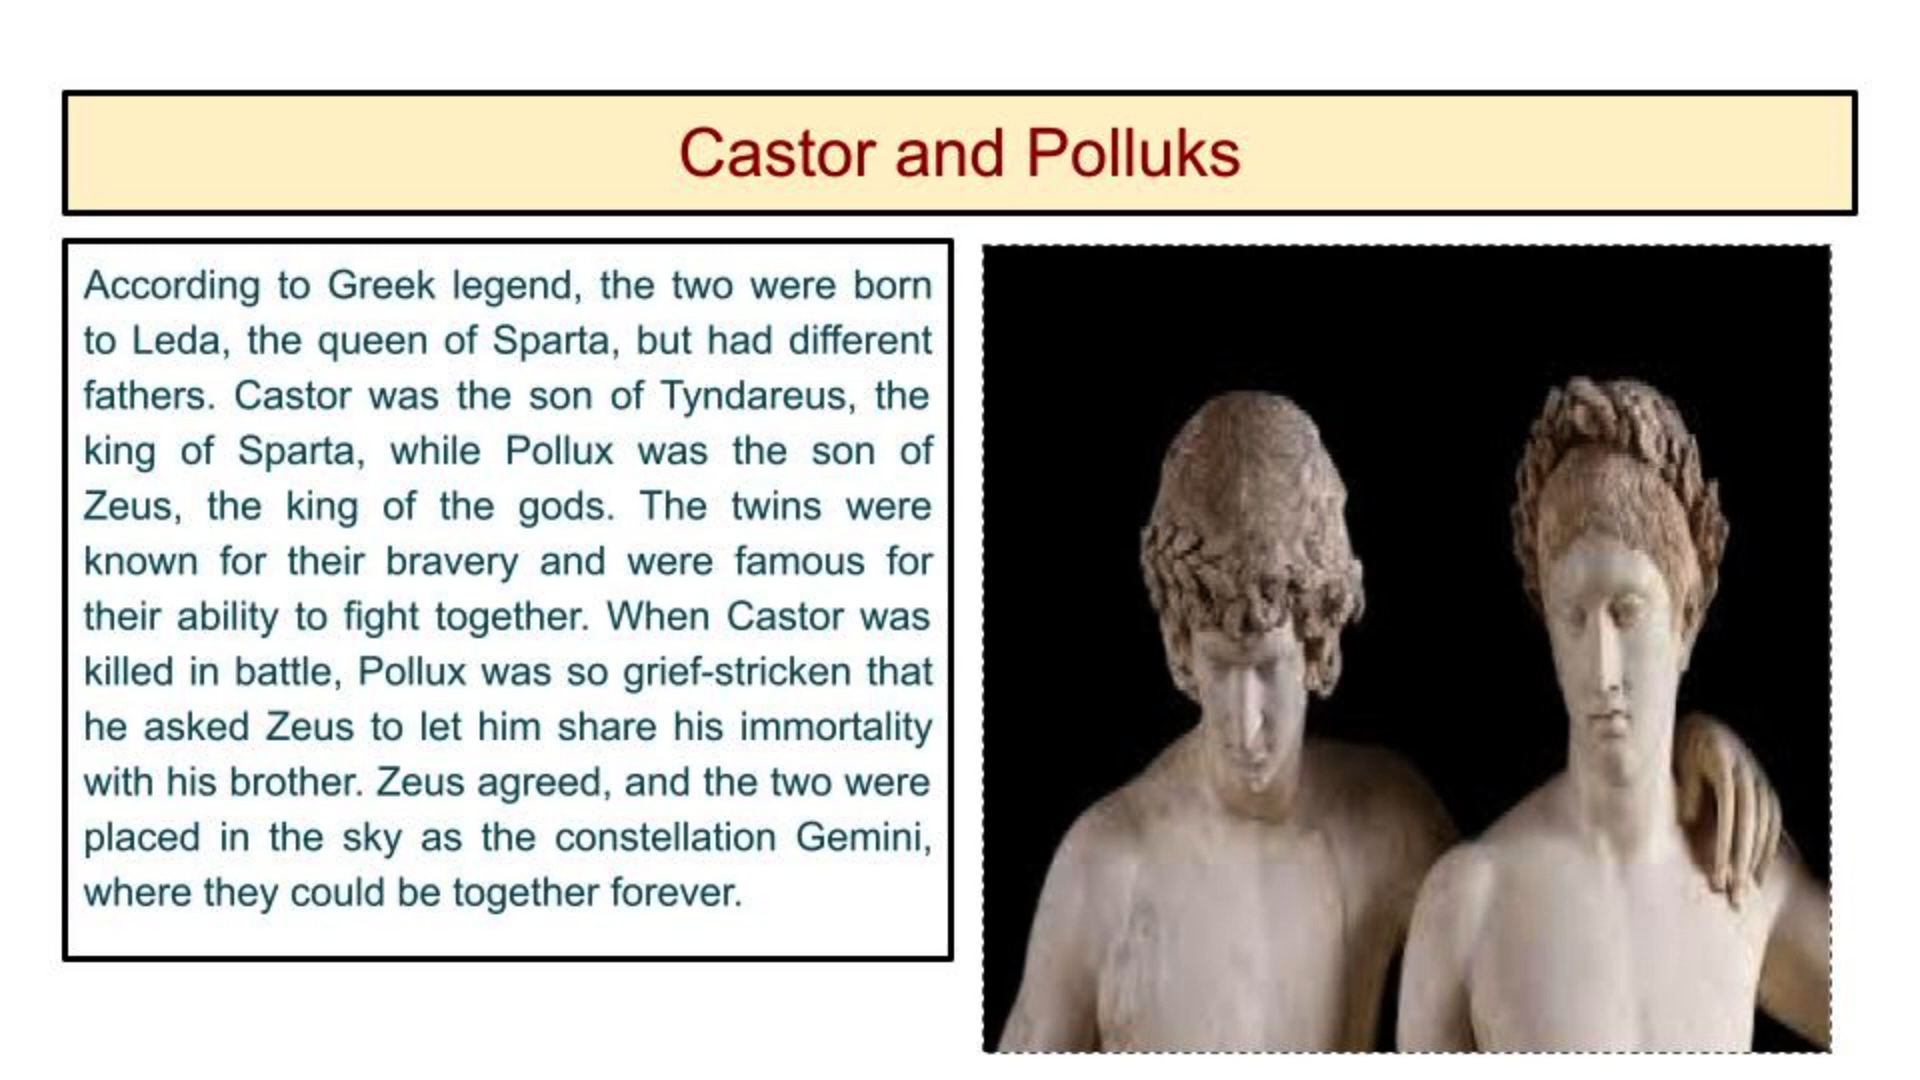 Castor and Polluks
According to Greek legend, the two were born
to Leda, the queen of Sparta, but had different
fathers. Castor was the son of Tyndareus, the
king of Sparta, while Pollux was the son of
Zeus, the king of the gods. The twins were
known for their bravery and were famous for
their ability to fight together. When Castor was
killed in battle, Pollux was so grief-stricken that
he asked Zeus to let him share his immortality
with his brother. Zeus agreed, and the two were
placed in the sky as the constellation Gemini,
where they could be together forever.